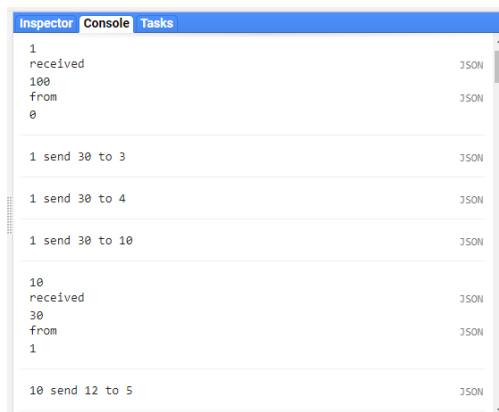 Inspector Console Tasks
1
received JSON
100
from JSON
0
1 send 30 to 3 JSON
1 send 30 to 4 JSON
1 send 30 to 10 JSON
10
received JSON
30
from JSON
1
10 send 12 to 5 JSON